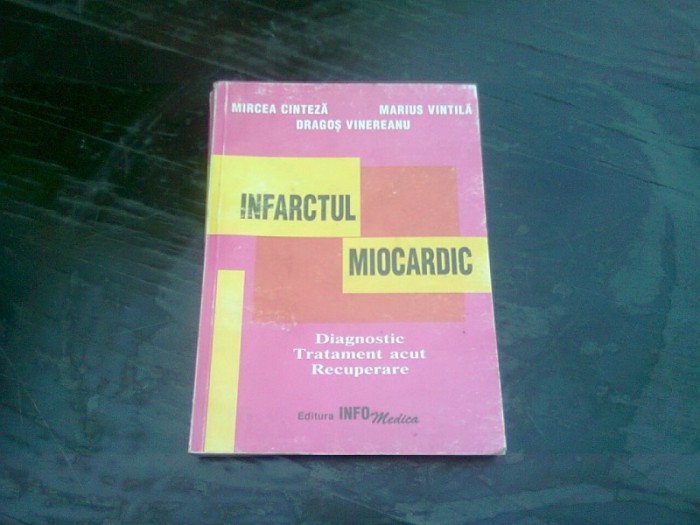 MIRCEA CINTEZĂ MARIUS VINTILĂ
DRAGOŞ VINEREANU
INFARCTUL
MIOCARDIC
Diagnostic
Tratament acut
Recuperare
Editura INFO Medica